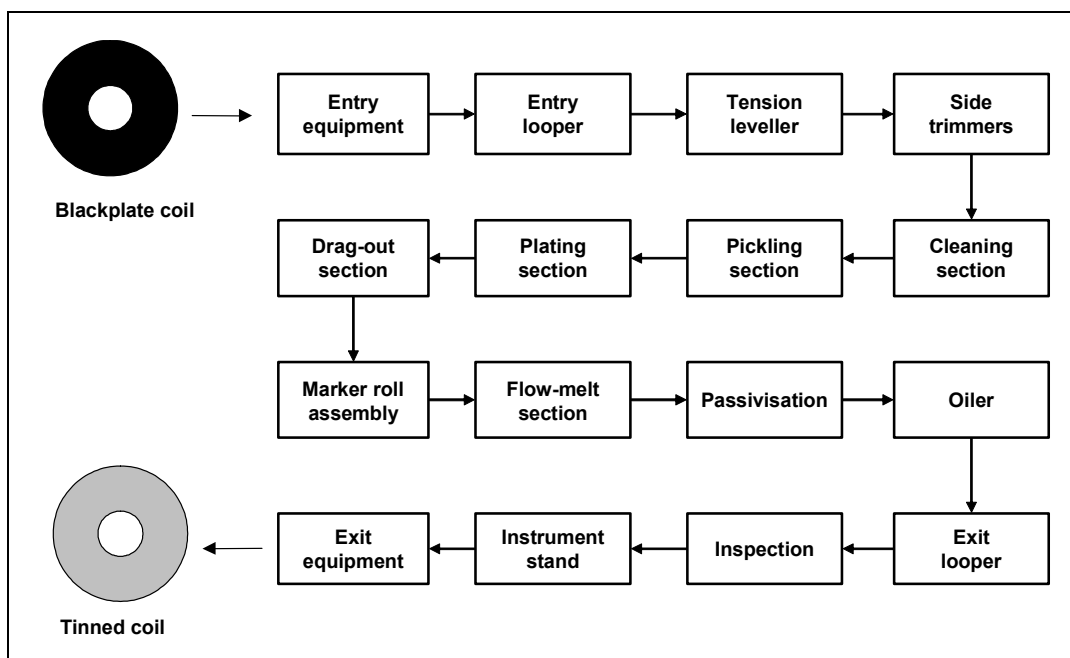 Blackplate coil
Entry
equipment
Entry
looper
Tension
leveller
Side
trimmers
Cleaning
section
Pickling
section
Plating
section
Drag-out
section
Marker roll
assembly
Flow-melt
section
Passivisation
Oiler
Exit
looper
Inspection
Instrument
stand
Exit
equipment
Tinned coil